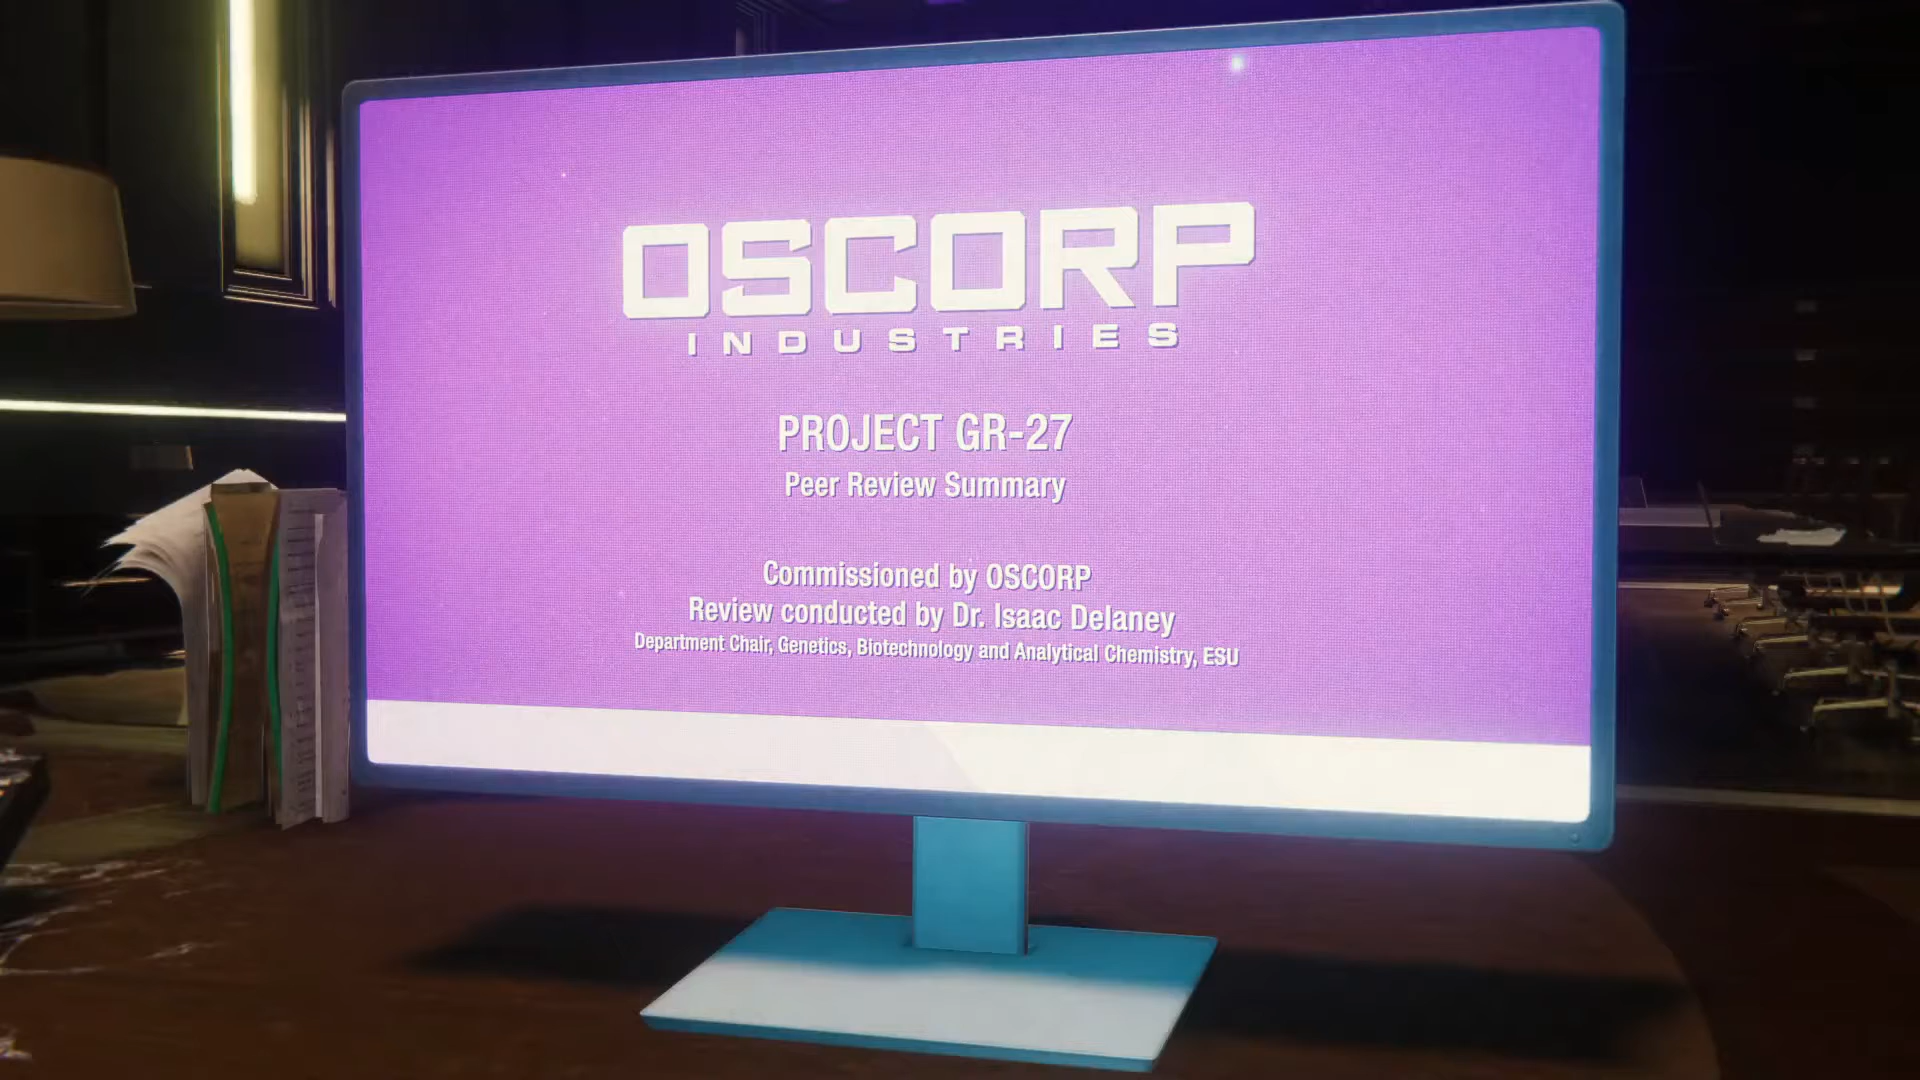 OSCORP
INDUSTRIES
PROJECT GR-27
Peer Review Summary
Commissioned by OSCORP
Review conducted by Dr. Isaac Delaney
Department Chair, Genetics, Biotechnology and Analytical Chemistry, ESU